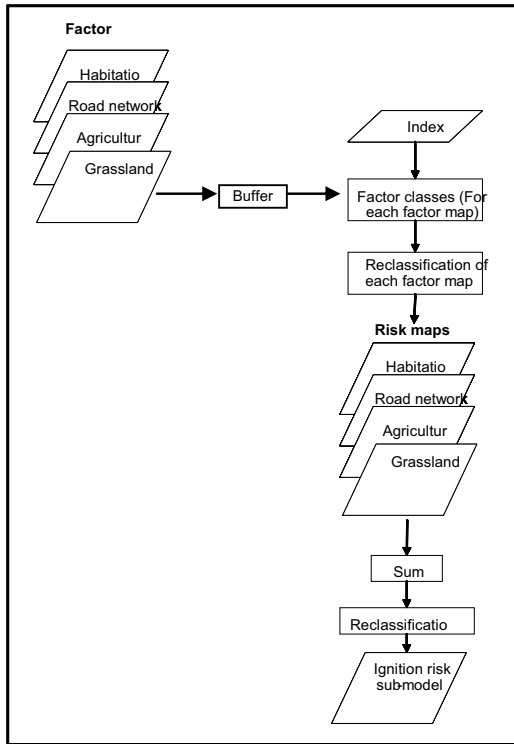 Factor
Habitatio
Road network
Agricultur
Grassland
Buffer
Index
Factor classes (For
each factor map)
Reclassification of
each factor map
Risk maps
Habitatio
Road network
Agricultur
Grassland
Sum
Reclassificatio
Ignition risk
sub-model